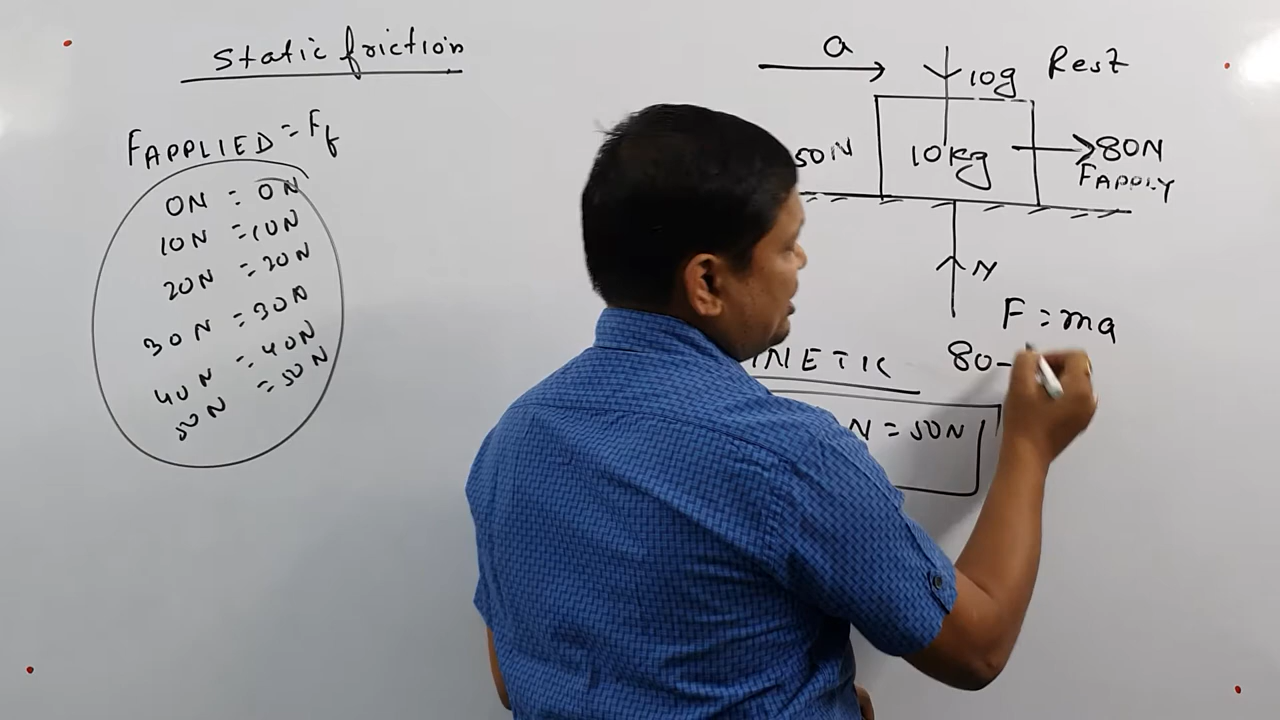 Static friction
FAPPLIED = Ff
0N = 0N
10N = 10N
20N = 20N
30N = 30N
40N = 40N
50N = 50N
a
10g
Rest
50N
10kg
80N
FAPPLY
N
F = ma
80-
INETIC
N = 50N